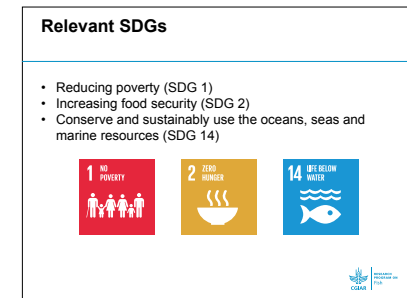 Relevant SDGs
• Reducing poverty (SDG 1)
• Increasing food security (SDG 2)
• Conserve and sustainably use the oceans, seas and
marine resources (SDG 14)
1 NO
POVERTY
2 ZERO
HUNGER
14 LIFE BELOW
WATER
CGIAR
RESEARCH
PROGRAM ON
Fish